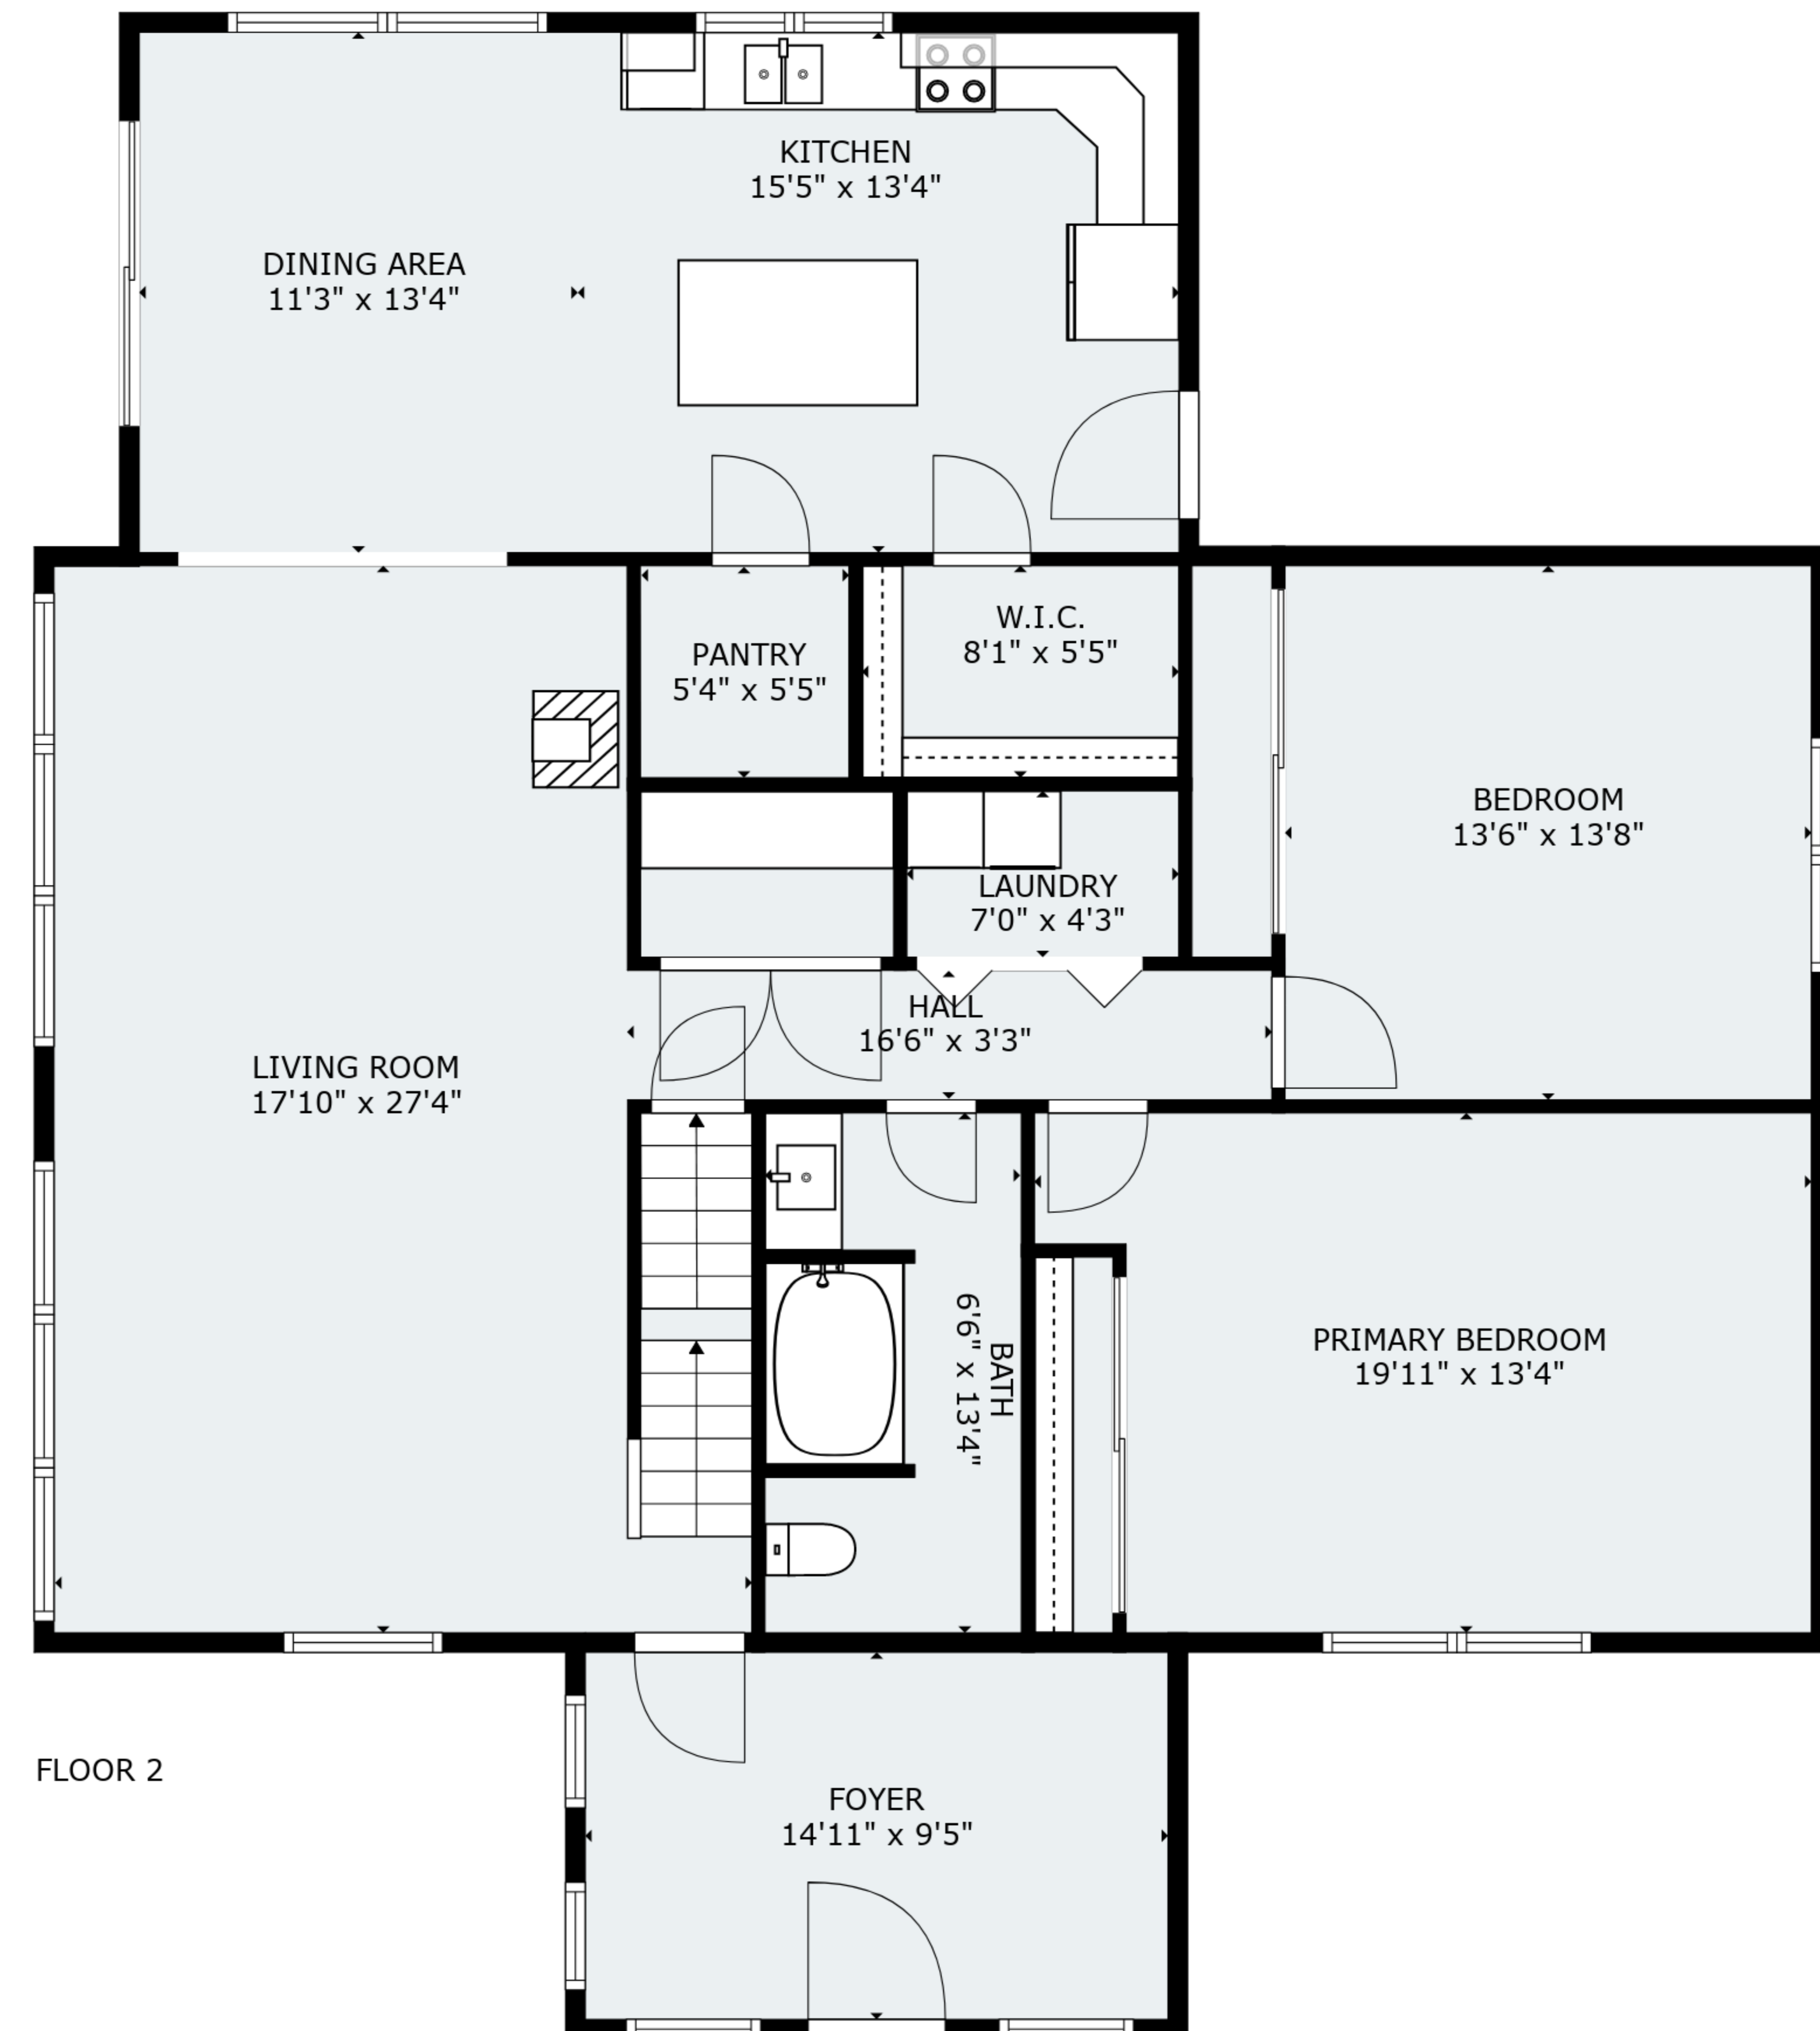 KITCHEN
15'5" x 13'4"
DINING AREA
11'3" x 13'4"
W.I.C.
8'1" x 5'5"
PANTRY
5'4" x 5'5"
BEDROOM
13'6" x 13'8"
LAUNDRY
7'0" x 4'3"
HALL
16'6" x 3'3"
LIVING ROOM
17'10" x 27'4"
BATH
6'6" x 13'4"
PRIMARY BEDROOM
19'11" x 13'4"
FLOOR 2
FOYER
14'11" x 9'5"